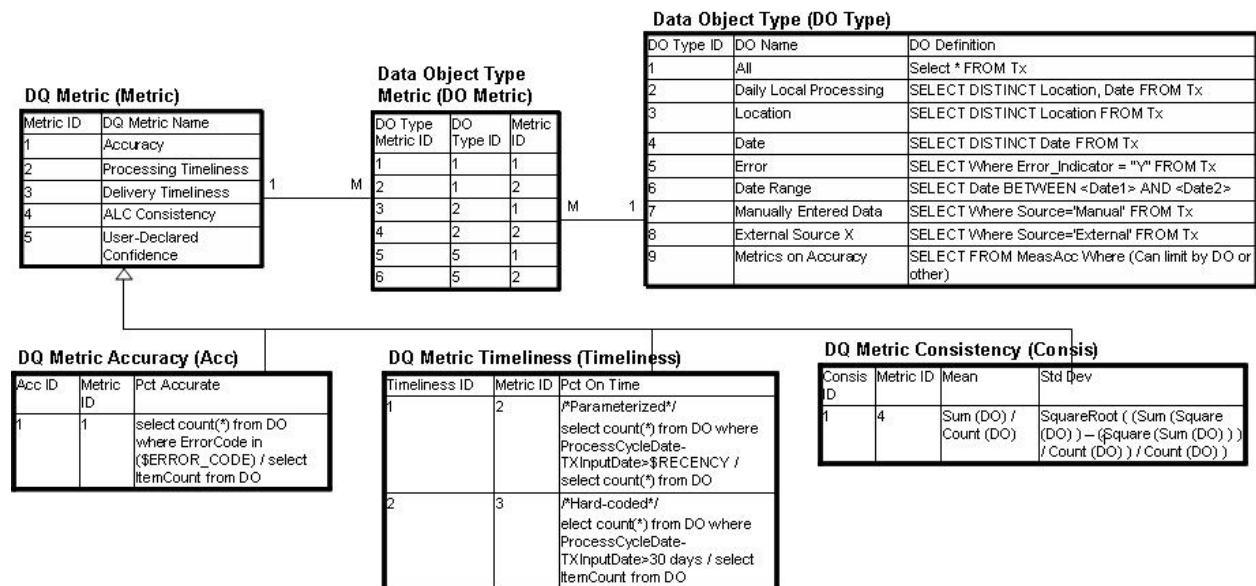 Data Object Type (DO Type)
DO Type ID DO Name DO Definition
1 All Select * FROM Tx
2 Daily Local Processing SELECT DISTINCT Location, Date FROM Tx
3 Location SELECT DISTINCT Location FROM Tx
4 Date SELECT DISTINCT Date FROM Tx
5 Error SELECT Where Error_Indicator = "Y" FROM Tx
6 Date Range SELECT Date BETWEEN <Date1> AND <Date2>
7 Manually Entered Data SELECT Where Source='Manual' FROM Tx
8 External Source X SELECT Where Source='External' FROM Tx
9 Metrics on Accuracy SELECT FROM MeasAcc Where (Can limit by DO or
other)
Data Object Type
Metric (DO Metric)
DO Type DO Metric
Metric ID Type ID ID
1 1 1
2 1 2
3 2 1
4 2 2
5 5 1
6 5 2
DQ Metric (Metric)
Metric ID DQ Metric Name
1 Accuracy
2 Processing Timeliness
3 Delivery Timeliness
4 ALC Consistency
5 User-Declared
Confidence
1 M
M 1
DQ Metric Accuracy (Acc)
Acc ID Metric Pct Accurate
ID
1 1 select count(*) from DO
where ErrorCode in
($ERROR_CODE) / select
ItemCount from DO
DQ Metric Timeliness (Timeliness)
Timeliness ID Metric ID Pct On Time
1 2 /*Parameterized*/
select count(*) from DO where
ProcessCycleDate-
TXInputDate>$RECENCY /
select count(*) from DO
2 3 /*Hard-coded*/
elect count(*) from DO where
ProcessCycleDate-
TXInputDate>30 days / select
ItemCount from DO
DQ Metric Consistency (Consis)
Consis Metric ID Mean Std Dev
ID
1 4 Sum (DO) / SquareRoot ( (Sum (Square
Count (DO) (DO) ) – (Square (Sum (DO) ) )
/ Count (DO) ) / Count (DO) )